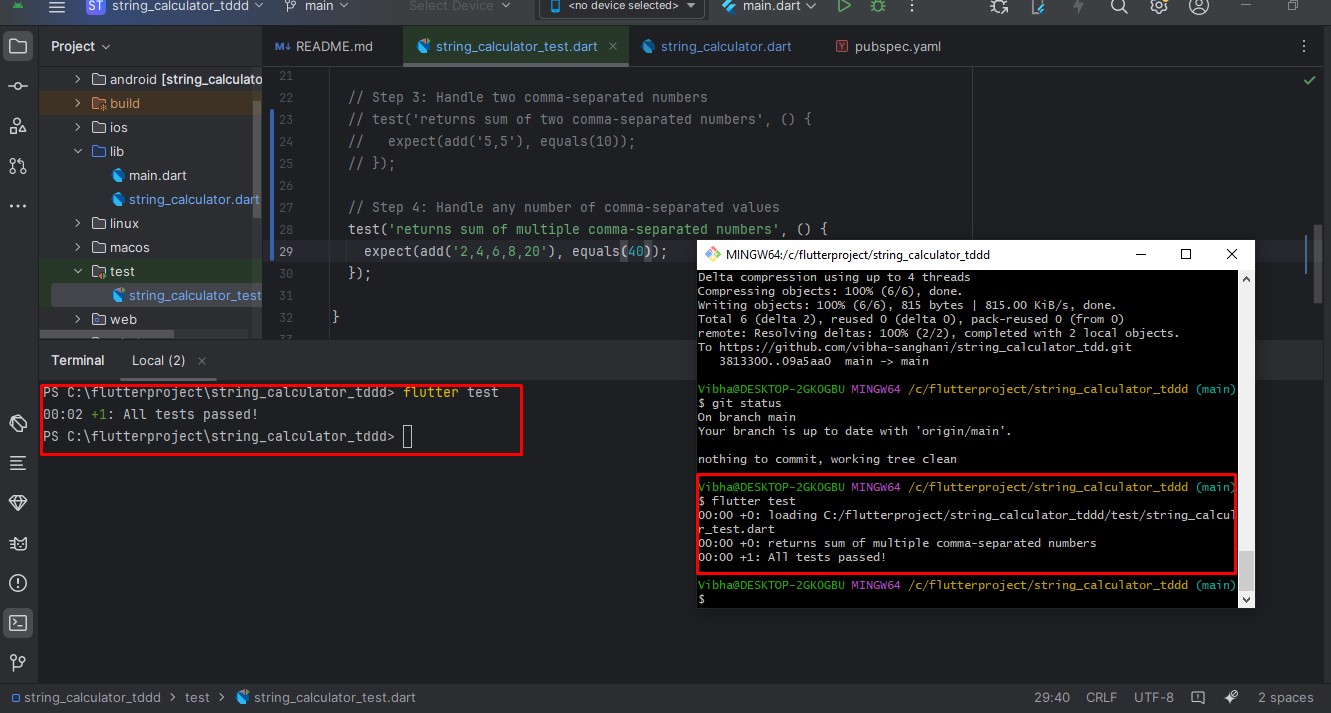 ST string_calculator_tddd main Select Device <no device selected> main.dart
Project
README.md string_calculator_test.dart string_calculator.dart pubspec.yaml
android [string_calculato
build
ios
lib
main.dart
string_calculator.dart
linux
macos
test
string_calculator_test
web
21
22 // Step 3: Handle two comma-separated numbers
23 // test('returns sum of two comma-separated numbers', () {
24 //   expect(add('5,5'), equals(10));
25 // });
26
27 // Step 4: Handle any number of comma-separated values
28 test('returns sum of multiple comma-separated numbers', () {
29   expect(add('2,4,6,8,20'), equals(40));
30 });
31
32 }
33
Terminal Local (2)
PS C:\flutterproject\string_calculator_tddd> flutter test
00:02 +1: All tests passed!
PS C:\flutterproject\string_calculator_tddd>
MINGW64:/c/flutterproject/string_calculator_tddd
Delta compression using up to 4 threads
Compressing objects: 100% (6/6), done.
Writing objects: 100% (6/6), 815 bytes | 815.00 KiB/s, done.
Total 6 (delta 2), reused 0 (delta 0), pack-reused 0 (from 0)
remote: Resolving deltas: 100% (2/2), completed with 2 local objects.
To https://github.com/vibha-sanghani/string_calculator_tdd.git
   3813300..09a5aa0  main -> main
Vibha@DESKTOP-2GKOGBU MINGW64 /c/flutterproject/string_calculator_tddd (main)
$ git status
On branch main
Your branch is up to date with 'origin/main'.
nothing to commit, working tree clean
Vibha@DESKTOP-2GKOGBU MINGW64 /c/flutterproject/string_calculator_tddd (main)
$ flutter test
00:00 +0: loading C:/flutterproject/string_calculator_tddd/test/string_calcul
r_test.dart
00:00 +0: returns sum of multiple comma-separated numbers
00:00 +1: All tests passed!
Vibha@DESKTOP-2GKOGBU MINGW64 /c/flutterproject/string_calculator_tddd (main)
$
string_calculator_tddd > test > string_calculator_test.dart 29:40 CRLF UTF-8 2 spaces